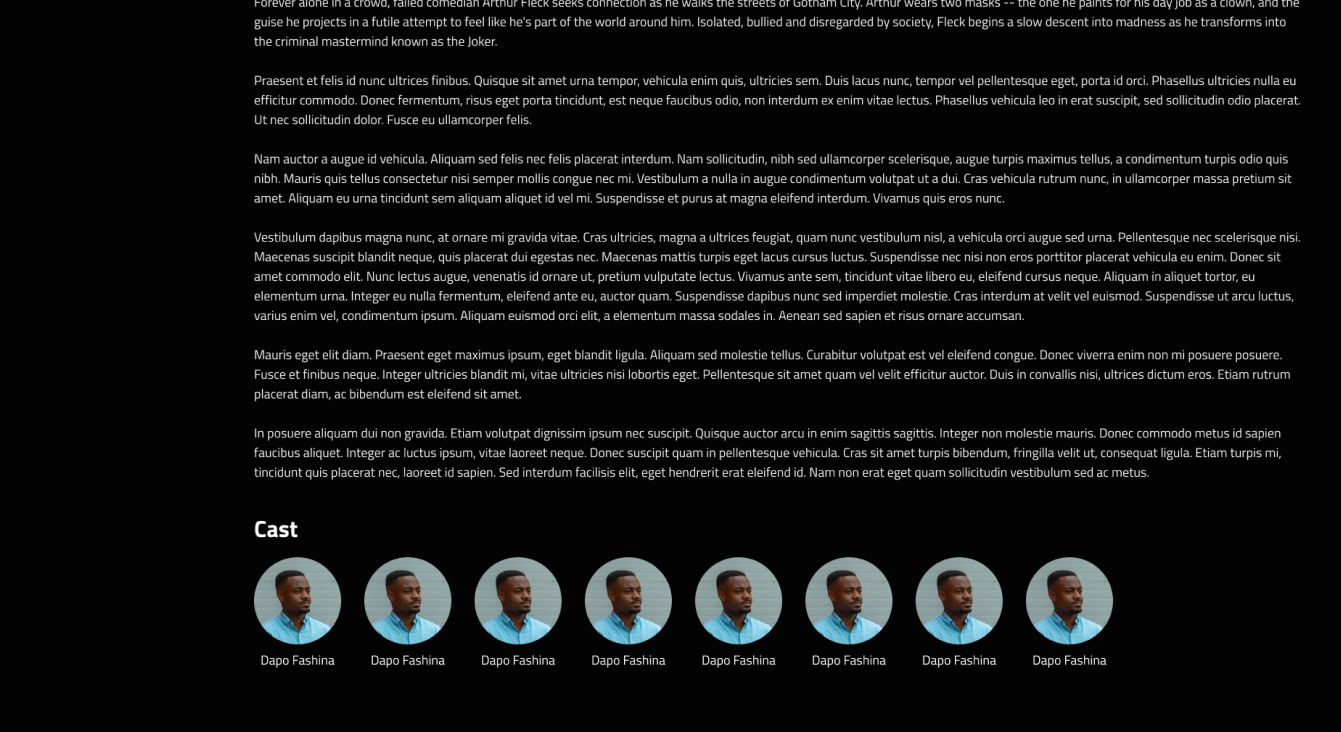 Forever alone in a crowd, failed comedian Arthur Fleck seeks connection as he walks the streets of Gotham City. Arthur wears two masks -- the one he paints for his day job as a clown, and the
guise he projects in a futile attempt to feel like he's part of the world around him. Isolated, bullied and disregarded by society, Fleck begins a slow descent into madness as he transforms into
the criminal mastermind known as the Joker.
Praesent et felis id nunc ultrices finibus. Quisque sit amet urna tempor, vehicula enim quis, ultricies sem. Duis lacus nunc, tempor vel pellentesque eget, porta id orci. Phasellus ultricies nulla eu
efficitur commodo. Donec fermentum, risus eget porta tincidunt, est neque faucibus odio, non interdum ex enim vitae lectus. Phasellus vehicula leo in erat suscipit, sed sollicitudin odio placerat.
Ut nec sollicitudin dolor. Fusce eu ullamcorper felis.
Nam auctor a augue id vehicula. Aliquam sed felis nec felis placerat interdum. Nam sollicitudin, nibh sed ullamcorper scelerisque, augue turpis maximus tellus, a condimentum turpis odio quis
nibh. Mauris quis tellus consectetur nisi semper mollis congue nec mi. Vestibulum a nulla in augue condimentum volutpat ut a dui. Cras vehicula rutrum nunc, in ullamcorper massa pretium sit
amet. Aliquam eu urna tincidunt sem aliquam aliquet id vel mi. Suspendisse et purus at magna eleifend interdum. Vivamus quis eros nunc.
Vestibulum dapibus magna nunc, at ornare mi gravida vitae. Cras ultricies, magna a ultrices feugiat, quam nunc vestibulum nisl, a vehicula orci augue sed urna. Pellentesque nec scelerisque nisi.
Maecenas suscipit blandit neque, quis placerat dui egestas nec. Maecenas mattis turpis eget lacus cursus luctus. Suspendisse nec nisi non eros porttitor placerat vehicula eu enim. Donec sit
amet commodo elit. Nunc lectus augue, venenatis id ornare ut, pretium vulputate lectus. Vivamus ante sem, tincidunt vitae libero eu, eleifend cursus neque. Aliquam in aliquet tortor, eu
elementum urna. Integer eu nulla fermentum, eleifend ante eu, auctor quam. Suspendisse dapibus nunc sed imperdiet molestie. Cras interdum at velit vel euismod. Suspendisse ut arcu luctus,
varius enim vel, condimentum ipsum. Aliquam euismod orci elit, a elementum massa sodales in. Aenean sed sapien et risus ornare accumsan.
Mauris eget elit diam. Praesent eget maximus ipsum, eget blandit ligula. Aliquam sed molestie tellus. Curabitur volutpat est vel eleifend congue. Donec viverra enim non mi posuere posuere.
Fusce et finibus neque. Integer ultricies blandit mi, vitae ultricies nisi lobortis eget. Pellentesque sit amet quam vel velit efficitur auctor. Duis in convallis nisi, ultrices dictum eros. Etiam rutrum
placerat diam, ac bibendum est eleifend sit amet.
In posuere aliquam dui non gravida. Etiam volutpat dignissim ipsum nec suscipit. Quisque auctor arcu in enim sagittis sagittis. Integer non molestie mauris. Donec commodo metus id sapien
faucibus aliquet. Integer ac luctus ipsum, vitae laoreet neque. Donec suscipit quam in pellentesque vehicula. Cras sit amet turpis bibendum, fringilla velit ut, consequat ligula. Etiam turpis mi,
tincidunt quis placerat nec, laoreet id sapien. Sed interdum facilisis elit, eget hendrerit erat eleifend id. Nam non erat eget quam sollicitudin vestibulum sed ac metus.
Cast
Dapo Fashina Dapo Fashina Dapo Fashina Dapo Fashina Dapo Fashina Dapo Fashina Dapo Fashina Dapo Fashina